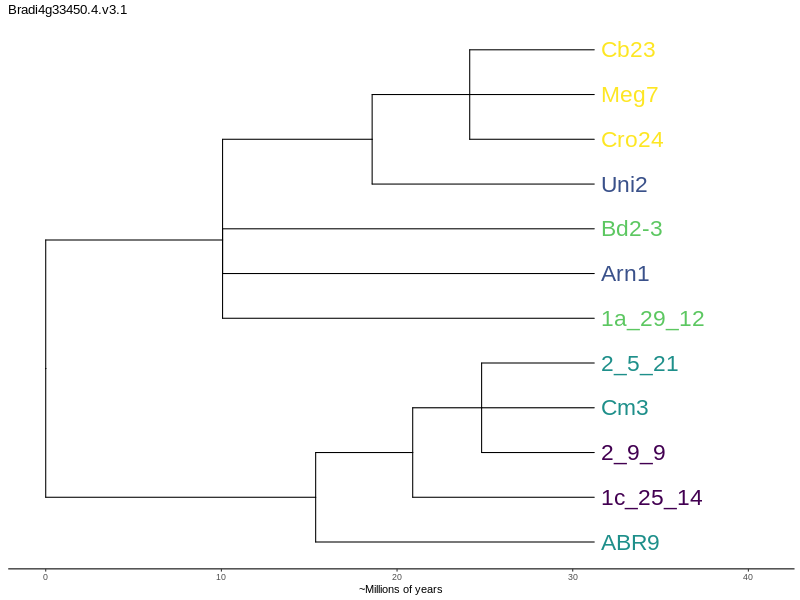 Bradi4g33450.4.v3.1
Cb23
Meg7
Cro24
Uni2
Bd2-3
Arn1
1a_29_12
2_5_21
Cm3
2_9_9
1c_25_14
ABR9
0 10 20 30 40
~Millions of years